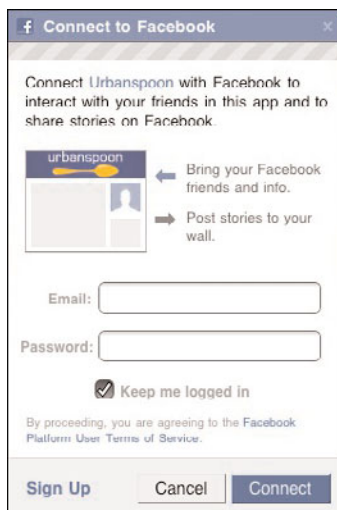 f Connect to Facebook ×
Connect Urbanspoon with Facebook to
interact with your friends in this app and to
share stories on Facebook.
urbanspoon
Bring your Facebook
friends and info.
Post stories to your
wall.
Email:
Password:
Keep me logged in
By proceeding, you are agreeing to the Facebook
Platform User Terms of Service.
Sign Up Cancel Connect